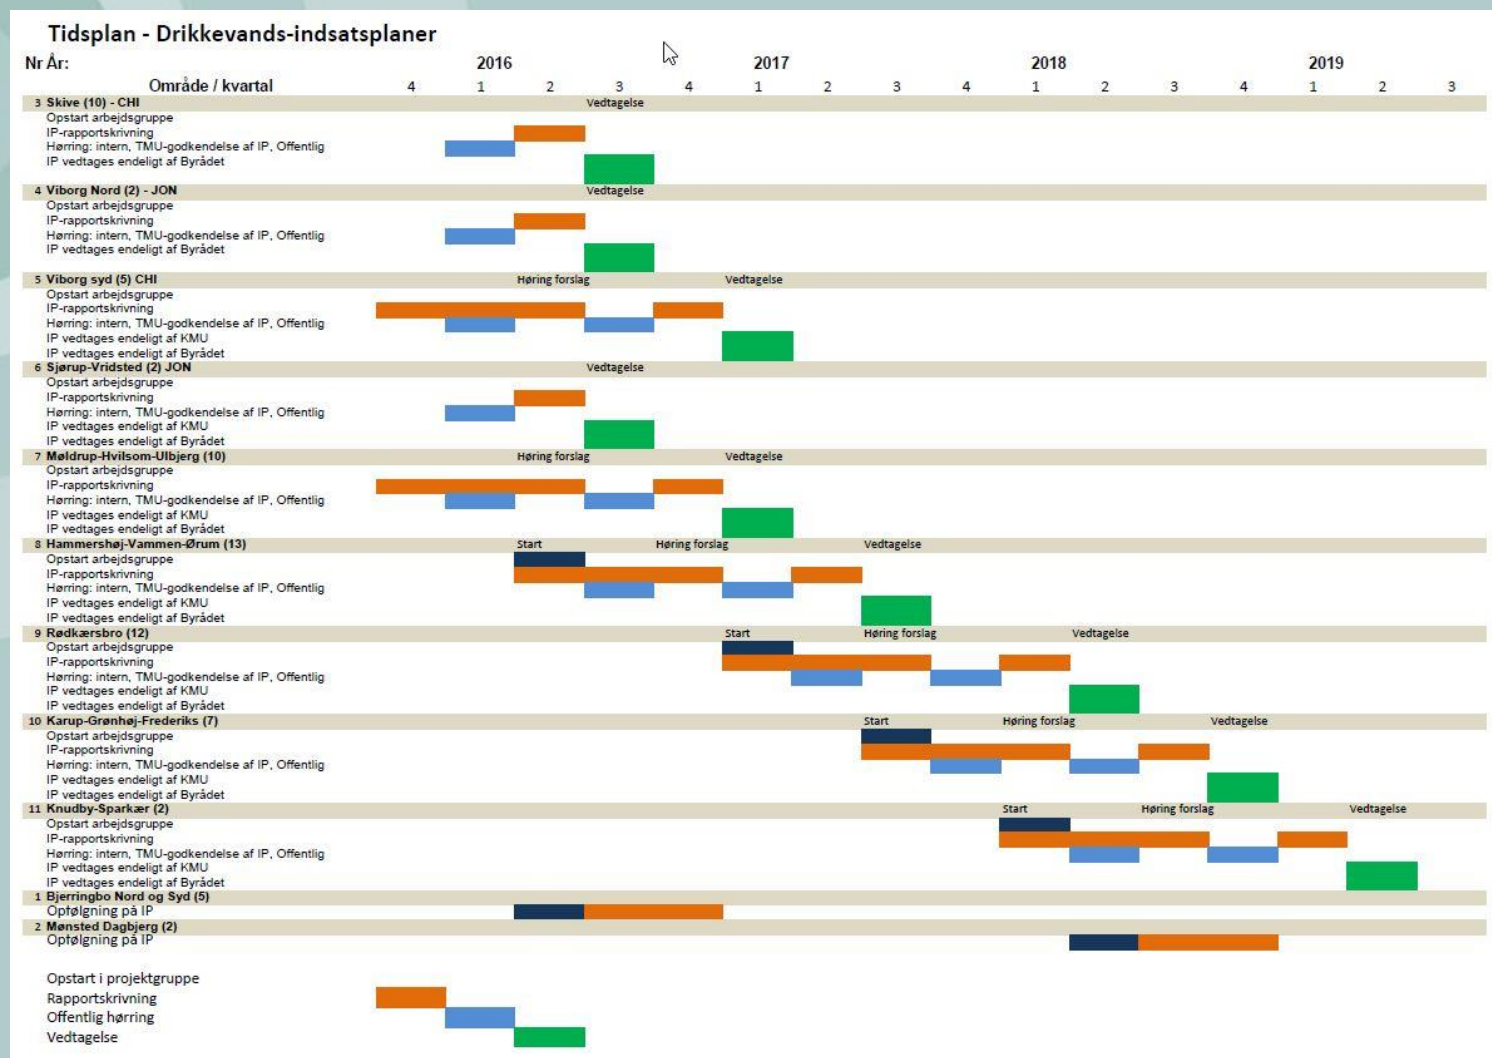 Tidsplan - Drikkevands-indsatsplaner
Nr År: 2016 2017 2018 2019
Område / kvartal 4 1 2 3 4 1 2 3 4 1 2 3 4 1 2 3
3 Skive (10) - CHI Vedtagelse
Opstart arbejdsgruppe
IP-rapportskrivning
Hørring: intern, TMU-godkendelse af IP, Offentlig
IP vedtages endeligt af Byrådet
4 Viborg Nord (2) - JON Vedtagelse
Opstart arbejdsgruppe
IP-rapportskrivning
Hørring: intern, TMU-godkendelse af IP, Offentlig
IP vedtages endeligt af Byrådet
5 Viborg syd (5) CHI Høring forslag Vedtagelse
Opstart arbejdsgruppe
IP-rapportskrivning
Hørring: intern, TMU-godkendelse af IP, Offentlig
IP vedtages endeligt af KMU
IP vedtages endeligt af Byrådet
6 Sjørup-Vridsted (2) JON Vedtagelse
Opstart arbejdsgruppe
IP-rapportskrivning
Hørring: intern, TMU-godkendelse af IP, Offentlig
IP vedtages endeligt af KMU
IP vedtages endeligt af Byrådet
7 Møldrup-Hvilsom-Ulbjerg (10) Høring forslag Vedtagelse
Opstart arbejdsgruppe
IP-rapportskrivning
Hørring: intern, TMU-godkendelse af IP, Offentlig
IP vedtages endeligt af KMU
IP vedtages endeligt af Byrådet
8 Hammershøj-Vammen-Ørum (13) Start Høring forslag Vedtagelse
Opstart arbejdsgruppe
IP-rapportskrivning
Hørring: intern, TMU-godkendelse af IP, Offentlig
IP vedtages endeligt af KMU
IP vedtages endeligt af Byrådet
9 Rødkærsbro (12) Start Høring forslag Vedtagelse
Opstart arbejdsgruppe
IP-rapportskrivning
Hørring: intern, TMU-godkendelse af IP, Offentlig
IP vedtages endeligt af KMU
IP vedtages endeligt af Byrådet
10 Karup-Grønhøj-Frederiks (7) Start Høring forslag Vedtagelse
Opstart arbejdsgruppe
IP-rapportskrivning
Hørring: intern, TMU-godkendelse af IP, Offentlig
IP vedtages endeligt af KMU
IP vedtages endeligt af Byrådet
11 Knudby-Sparkær (2) Start Høring forslag Vedtagelse
Opstart arbejdsgruppe
IP-rapportskrivning
Hørring: intern, TMU-godkendelse af IP, Offentlig
IP vedtages endeligt af KMU
IP vedtages endeligt af Byrådet
1 Bjerringbo Nord og Syd (5)
Opfølgning på IP
2 Mønsted Dagbjerg (2)
Opfølgning på IP
Opstart i projektgruppe
Rapportskrivning
Offentlig høring
Vedtagelse